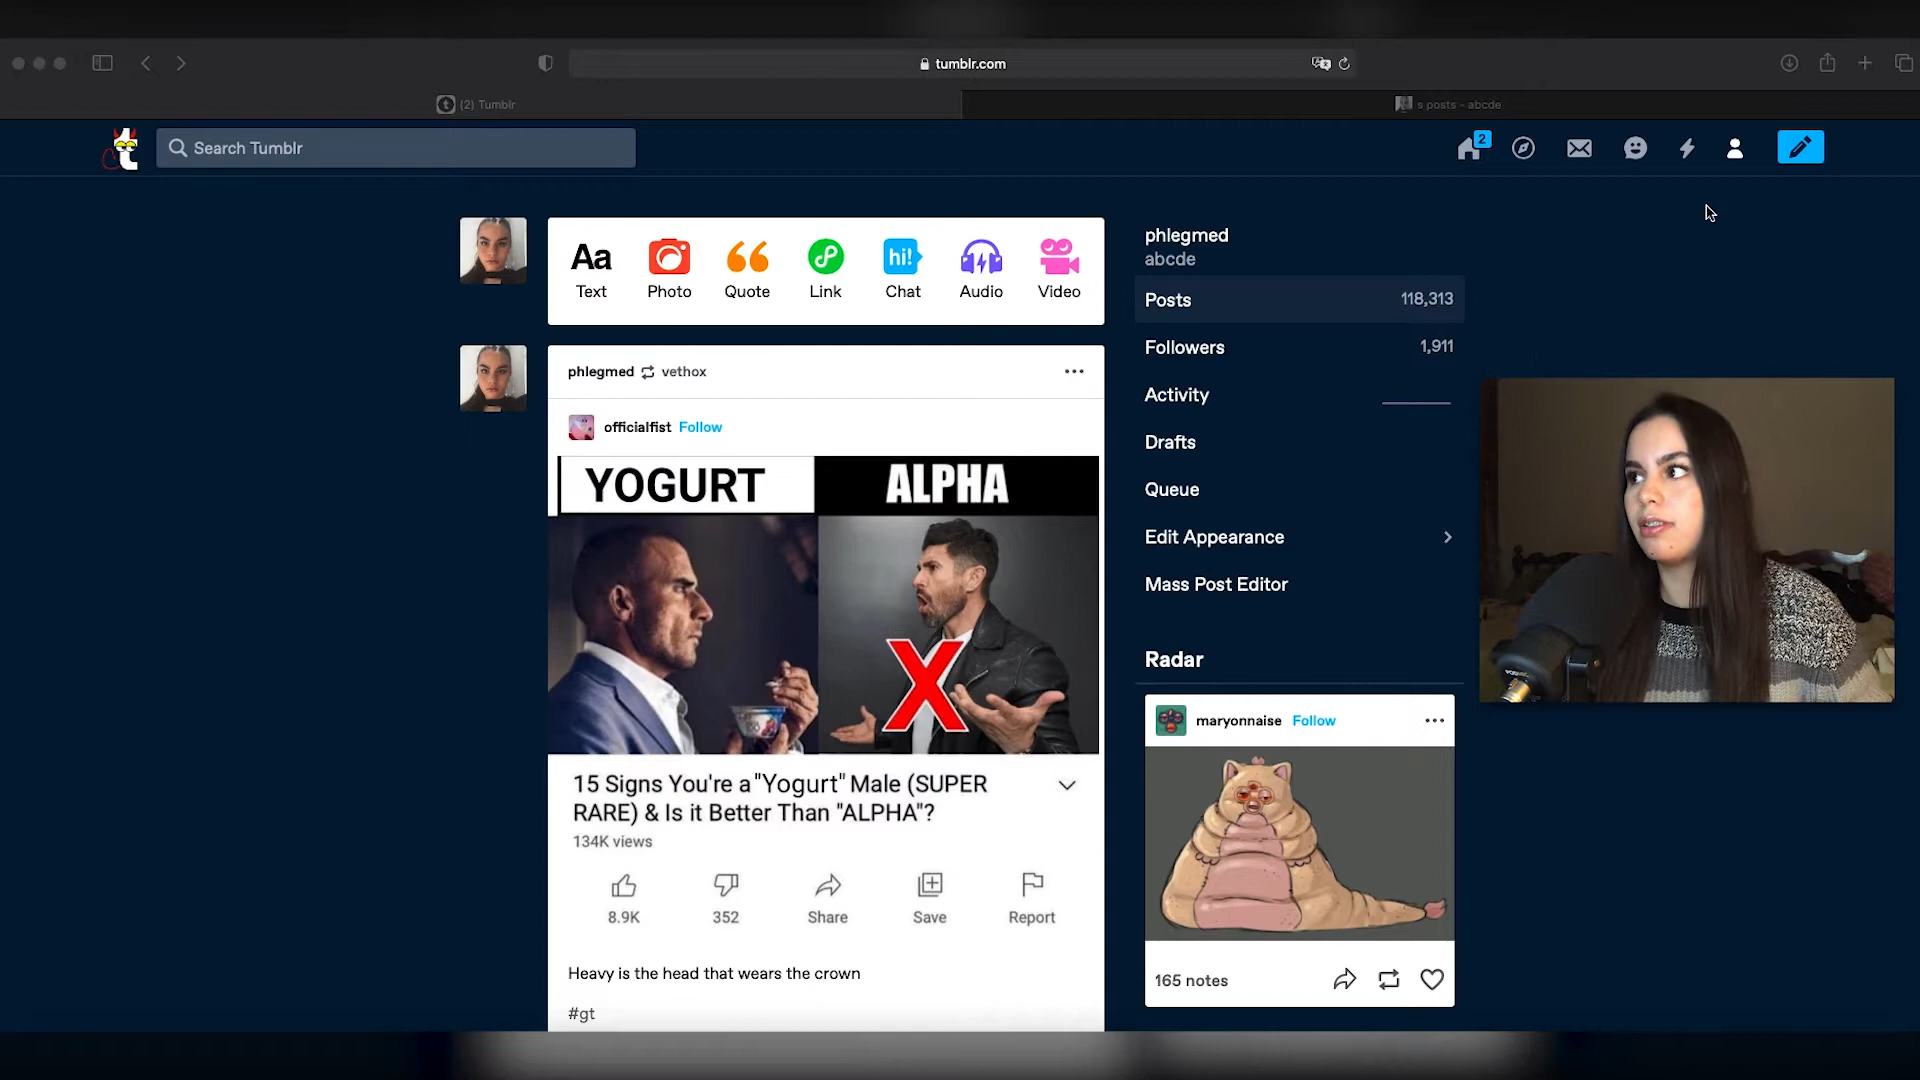 tumblr.com
(2) Tumblr
s posts - abcde
Search Tumblr
2
Aa
hi!
Text
Photo
Quote
Link
Chat
Audio
Video
phlegmed
abcde
Posts 118,313
Followers 1,911
Activity
Drafts
Queue
Edit Appearance
Mass Post Editor
Radar
maryonnaise Follow
165 notes
phlegmed vethox
officialfist Follow
YOGURT
ALPHA
X
15 Signs You're a "Yogurt" Male (SUPER
RARE) & Is it Better Than "ALPHA"?
134K views
8.9K
352
Share
Save
Report
Heavy is the head that wears the crown
#gt